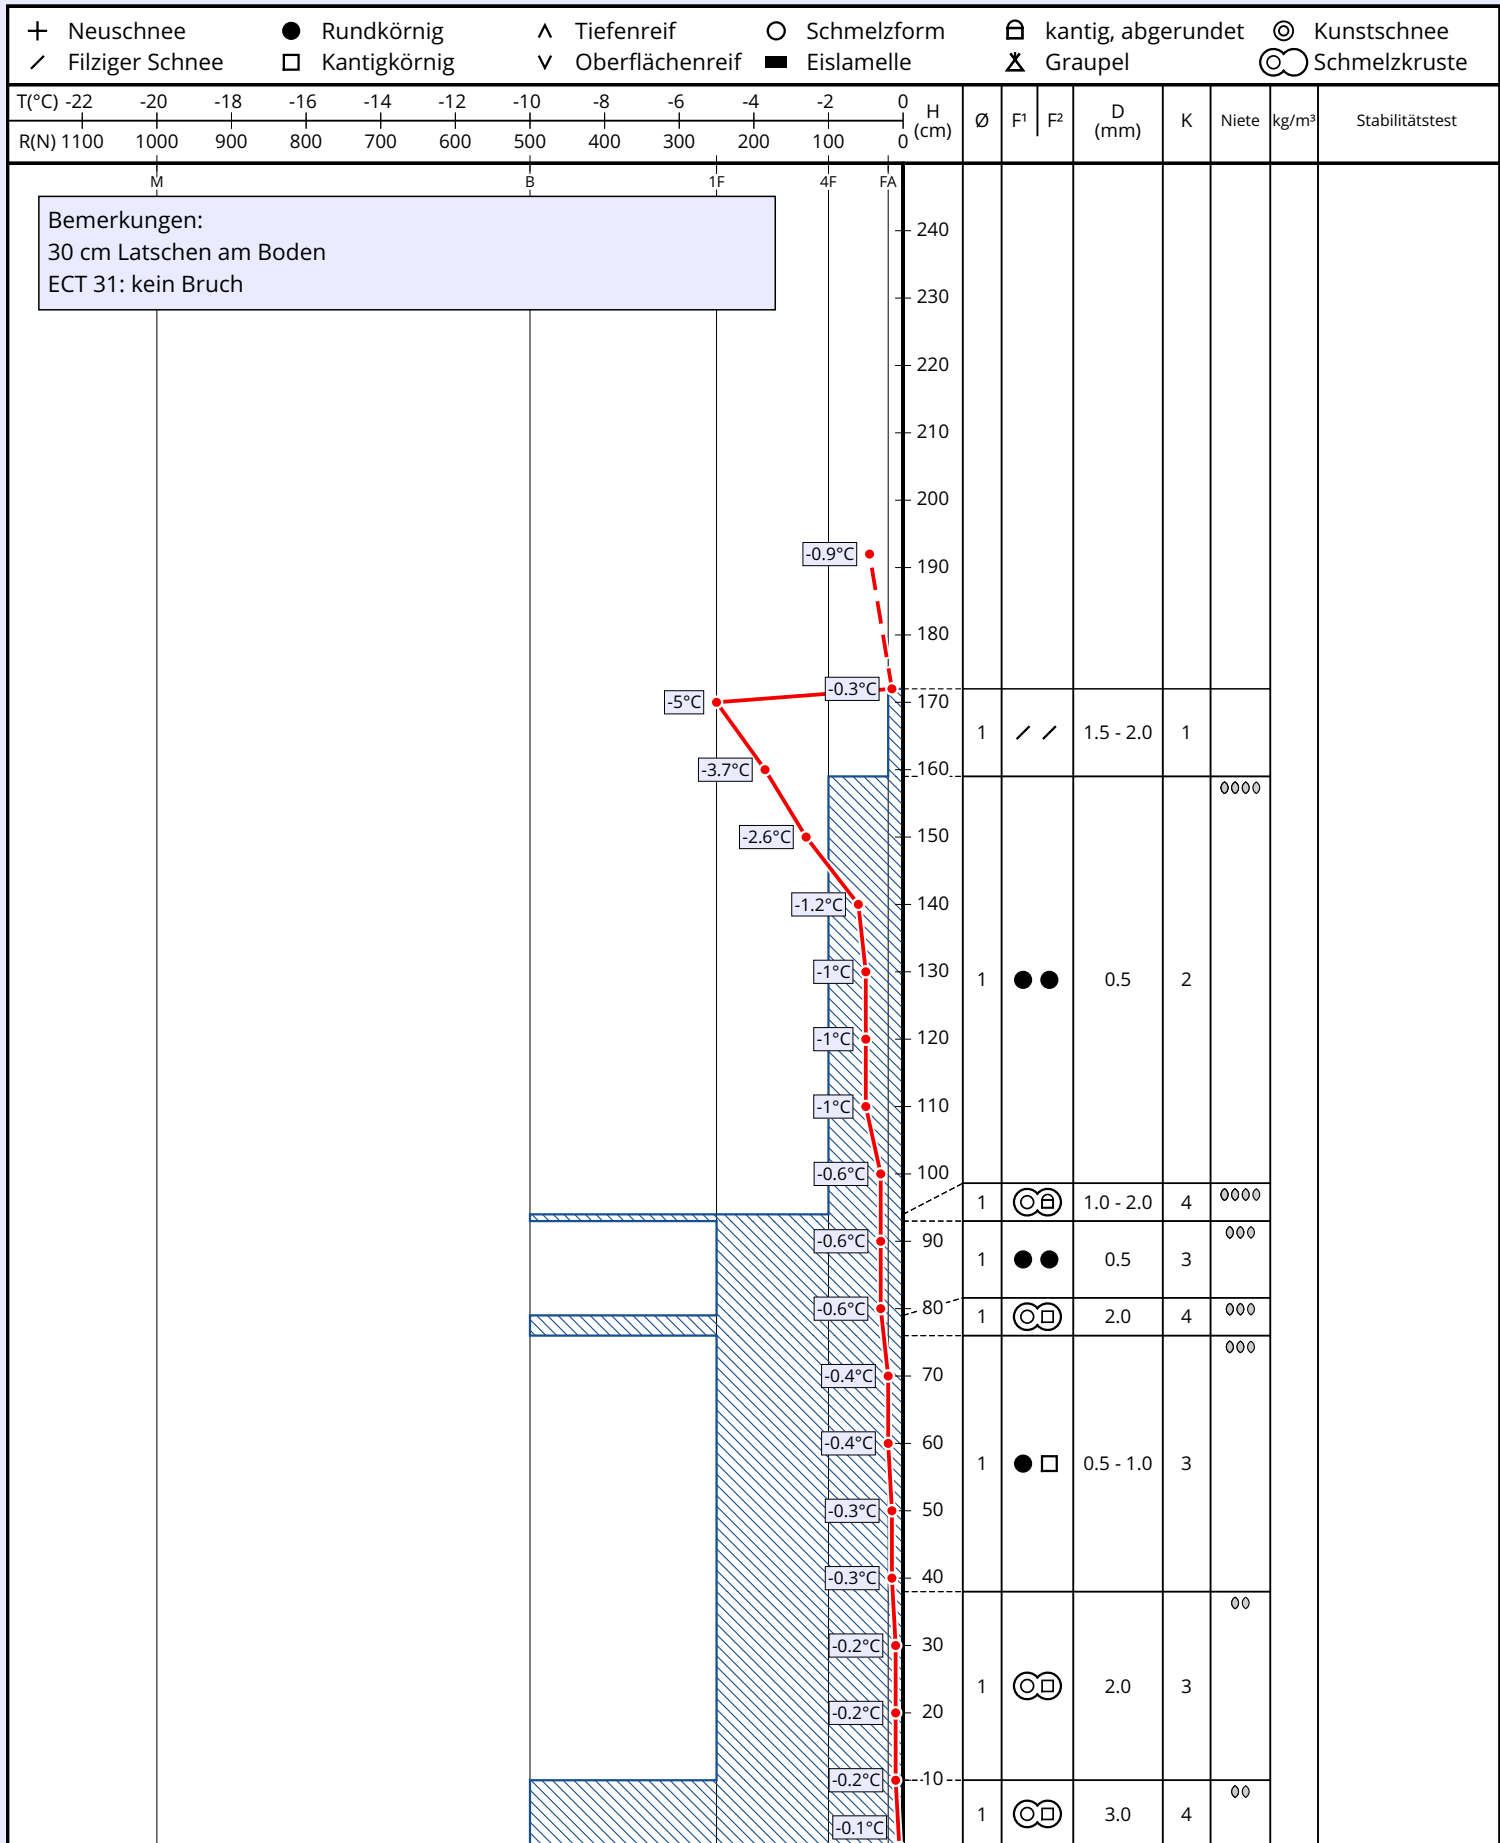 Neuschnee Rundkörnig Tiefenreif Schmelzform kantig, abgerundet Kunstschnee
Filziger Schnee Kantigkörnig Oberflächenreif Eislamelle Graupel Schmelzkruste
T(°C) -22 -20 -18 -16 -14 -12 -10 -8 -6 -4 -2 0
R(N) 1100 1000 900 800 700 600 500 400 300 200 100 0
H (cm) Ø F¹ F² D (mm) K Niete kg/m³ Stabilitätstest
M B 1F 4F FA
Bemerkungen:
30 cm Latschen am Boden
ECT 31: kein Bruch
240
230
220
210
200
-0.9°C
190
180
-0.3°C
-5°C 170
1 1.5 - 2.0 1
-3.7°C 160
-2.6°C 150
-1.2°C 140
-1°C 130
1 0.5 2
-1°C 120
-1°C 110
-0.6°C 100
1 1.0 - 2.0 4
-0.6°C 90
1 0.5 3
-0.6°C 80
1 2.0 4
-0.4°C 70
-0.4°C 60
1 0.5 - 1.0 3
-0.3°C 50
-0.3°C 40
-0.2°C 30
1 2.0 3
-0.2°C 20
-0.2°C 10
1 3.0 4
-0.1°C